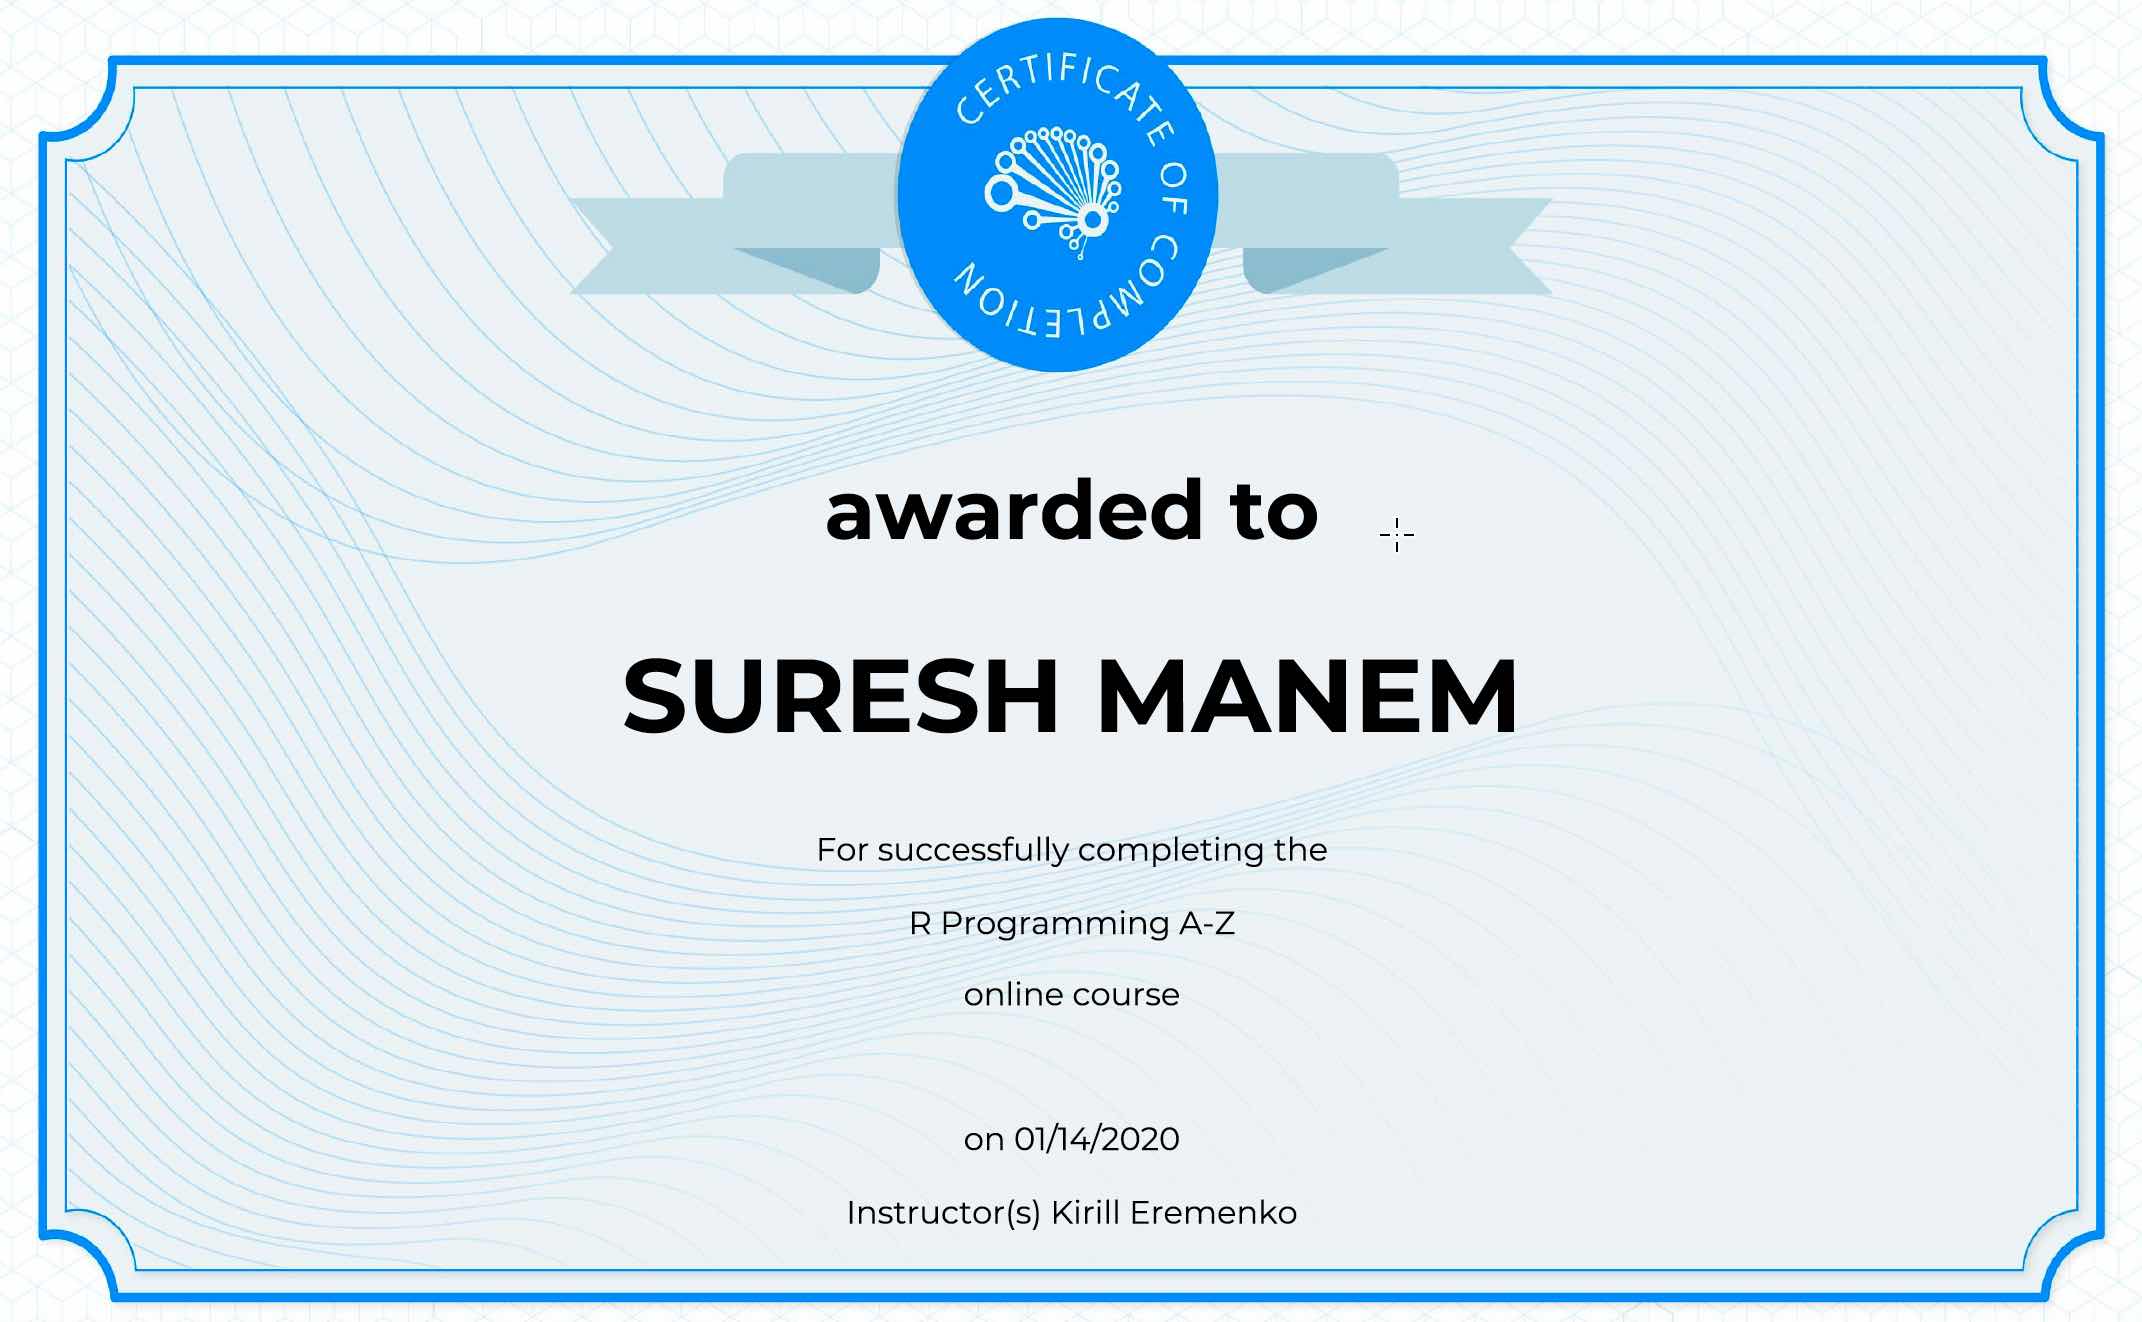 CERTIFICATE OF COMPLETION
awarded to
SURESH MANEM
For successfully completing the
R Programming A-Z
online course
on 01/14/2020
Instructor(s) Kirill Eremenko